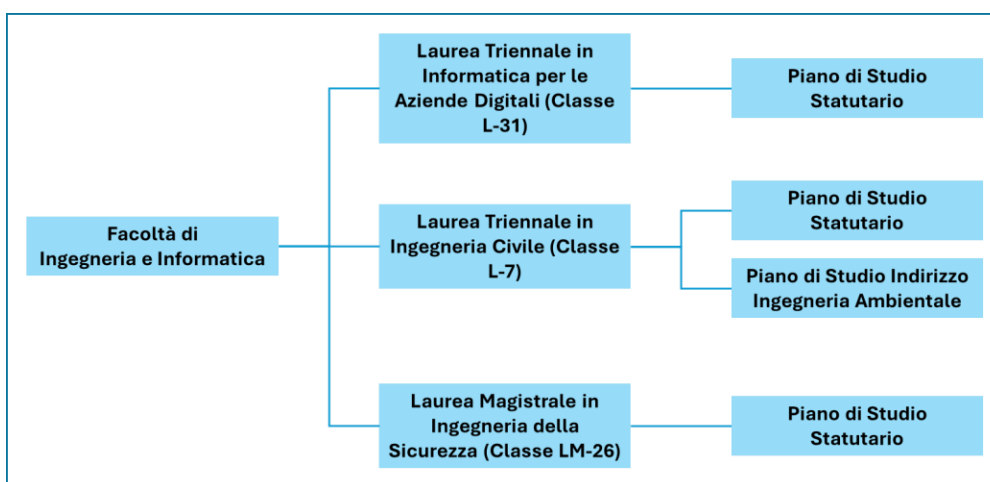 Facoltà di
Ingegneria e Informatica
Laurea Triennale in
Informatica per le
Aziende Digitali (Classe
L-31)
Piano di Studio
Statutario
Laurea Triennale in
Ingegneria Civile (Classe
L-7)
Piano di Studio
Statutario
Piano di Studio Indirizzo
Ingegneria Ambientale
Laurea Magistrale in
Ingegneria della
Sicurezza (Classe LM-26)
Piano di Studio
Statutario